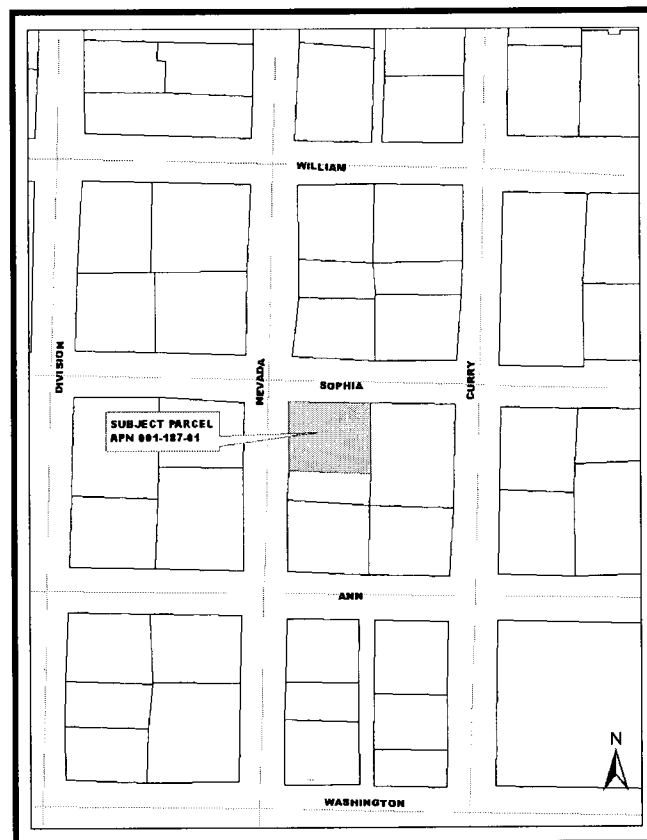 WILLIAM
DIVISION
NEVADA
SOPHIA
CURRY
SUBJECT PARCEL
APN 001-187-01
ANN
N
WASHINGTON